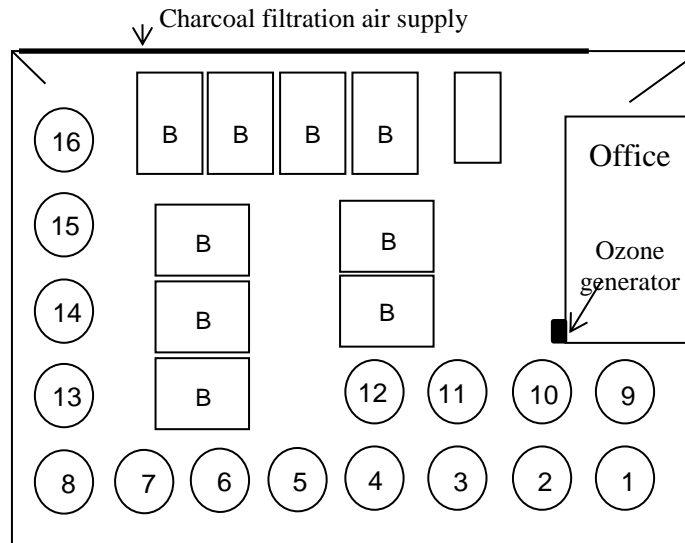 Charcoal filtration air supply
B B B B
16
Office
15
B B
Ozone
generator
14
B B
13
B
12 11 10 9
8 7 6 5 4 3 2 1